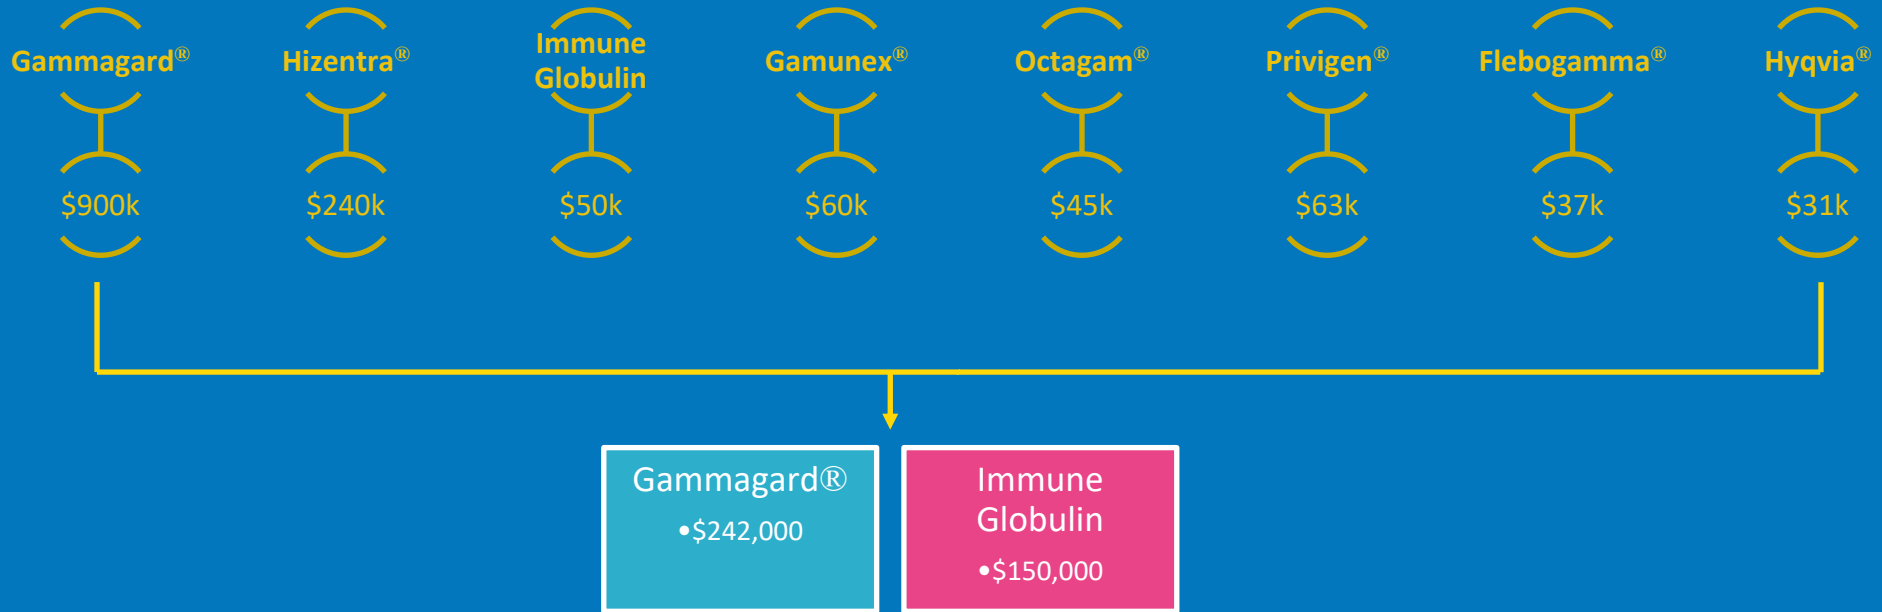 Gammagard®
Hizentra®
Immune
Globulin
Gamunex®
Octagam®
Privigen®
Flebogamma®
Hyqvia®
$900k
$240k
$50k
$60k
$45k
$63k
$37k
$31k
Gammagard®
•$242,000
Immune
Globulin
•$150,000